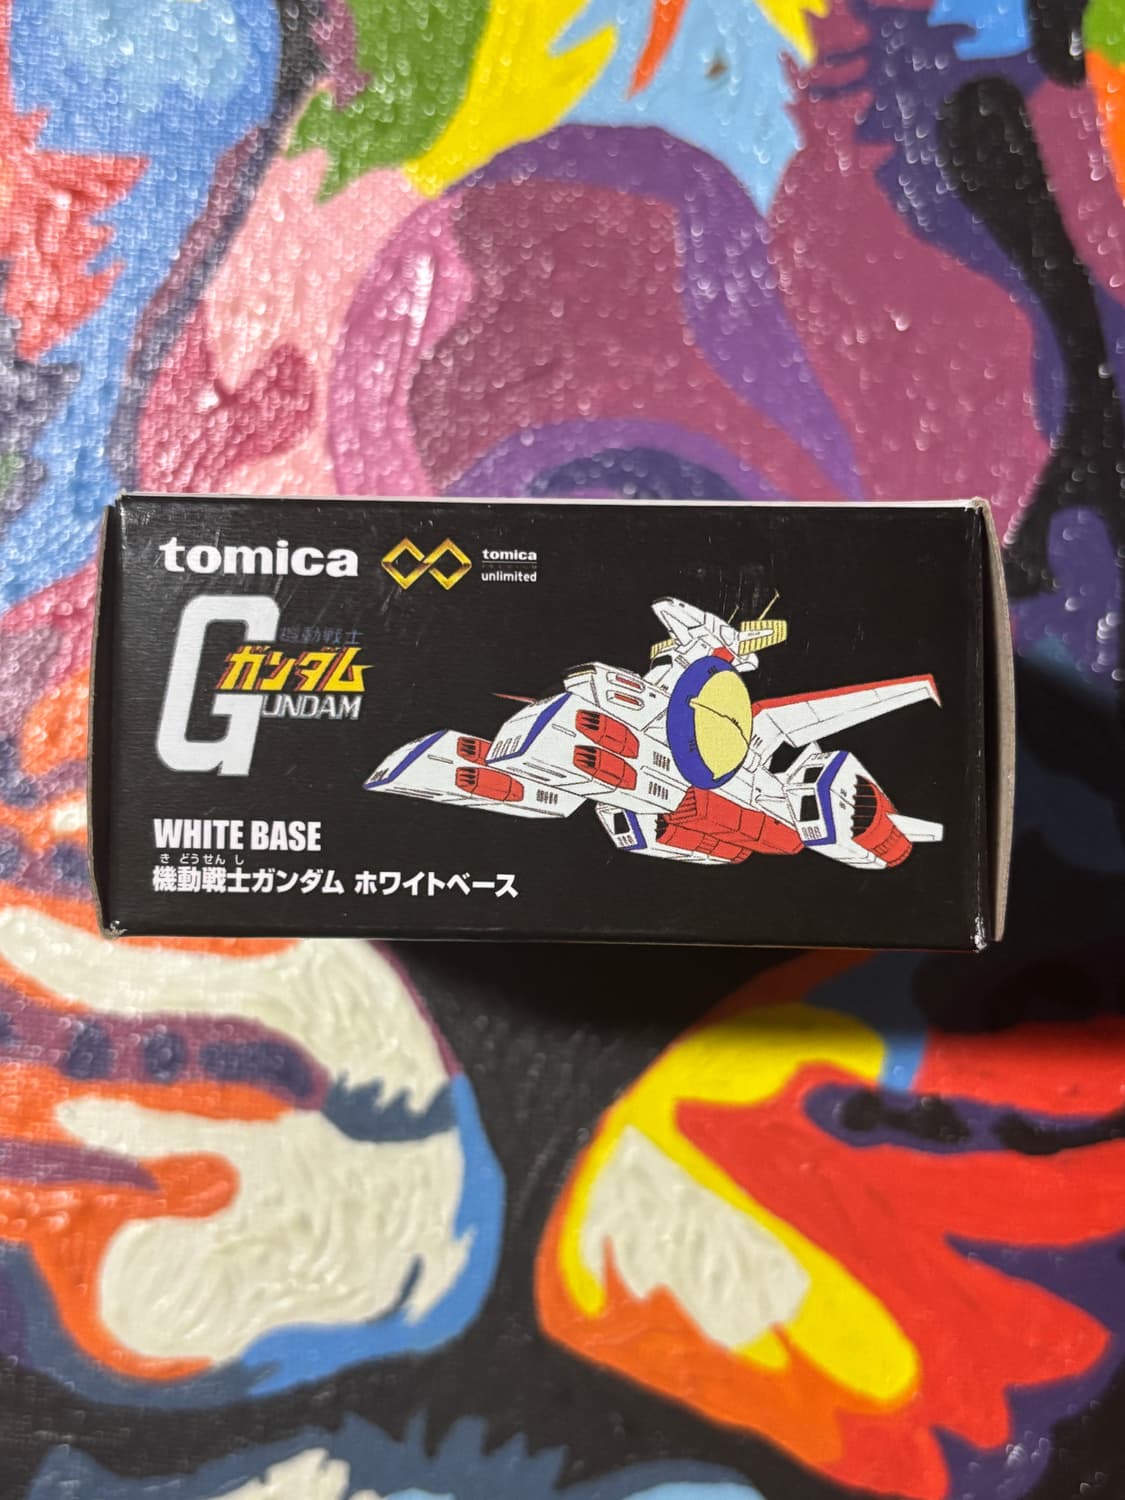 tomica
tomica
PREMIUM
unlimited
機動戦士
ガンダム
GUNDAM
WHITE BASE
きどうせんし
機動戦士ガンダム ホワイトベース